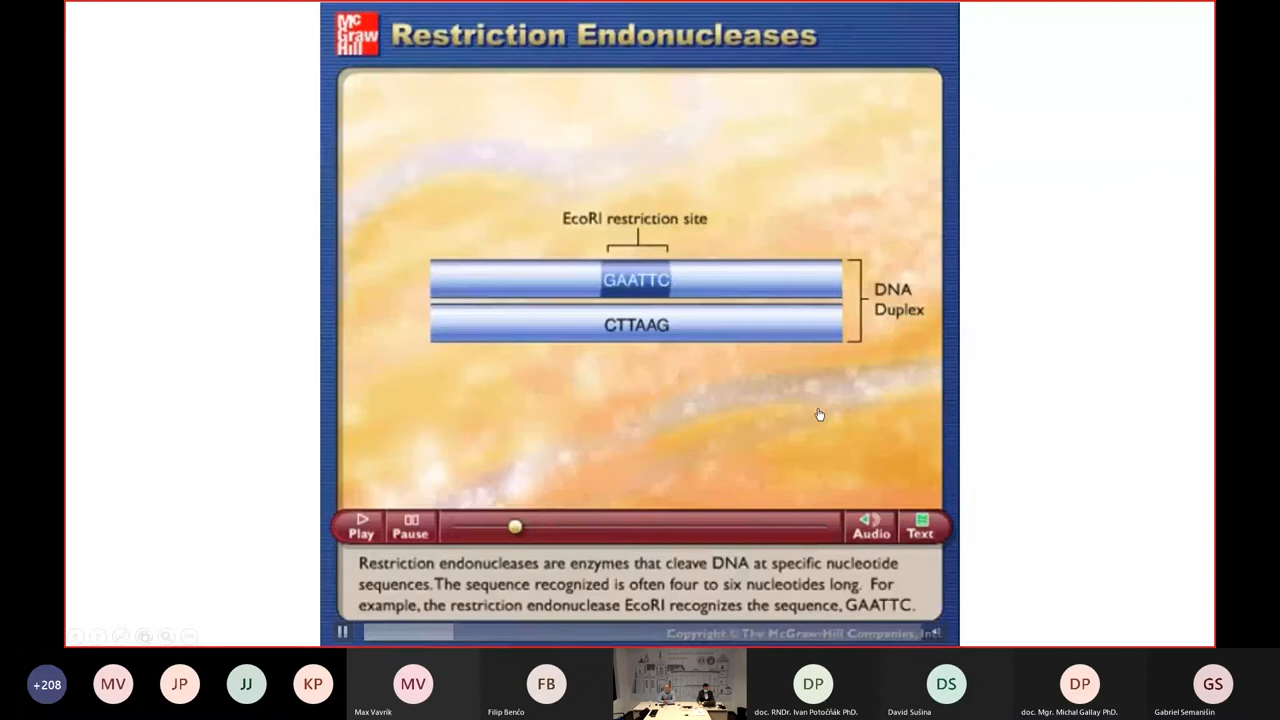 Mc
Graw
Hill
Restriction Endonucleases
EcoRI restriction site
GAATTC
CTTAAG
DNA
Duplex
Play
Pause
Audio
Text
Restriction endonucleases are enzymes that cleave DNA at specific nucleotide
sequences. The sequence recognized is often four to six nucleotides long. For
example, the restriction endonuclease EcoRI recognizes the sequence, GAATTC.
Copyright © The McGraw-Hill Companies, In
+208
MV
JP
JJ
KP
MV
FB
DP
DS
DP
GS
Max Vavrik
Filip Benčo
doc. RNDr. Ivan Potočňák PhD.
David Sušina
doc. Mgr. Michal Gallay PhD.
Gabriel Semanišin